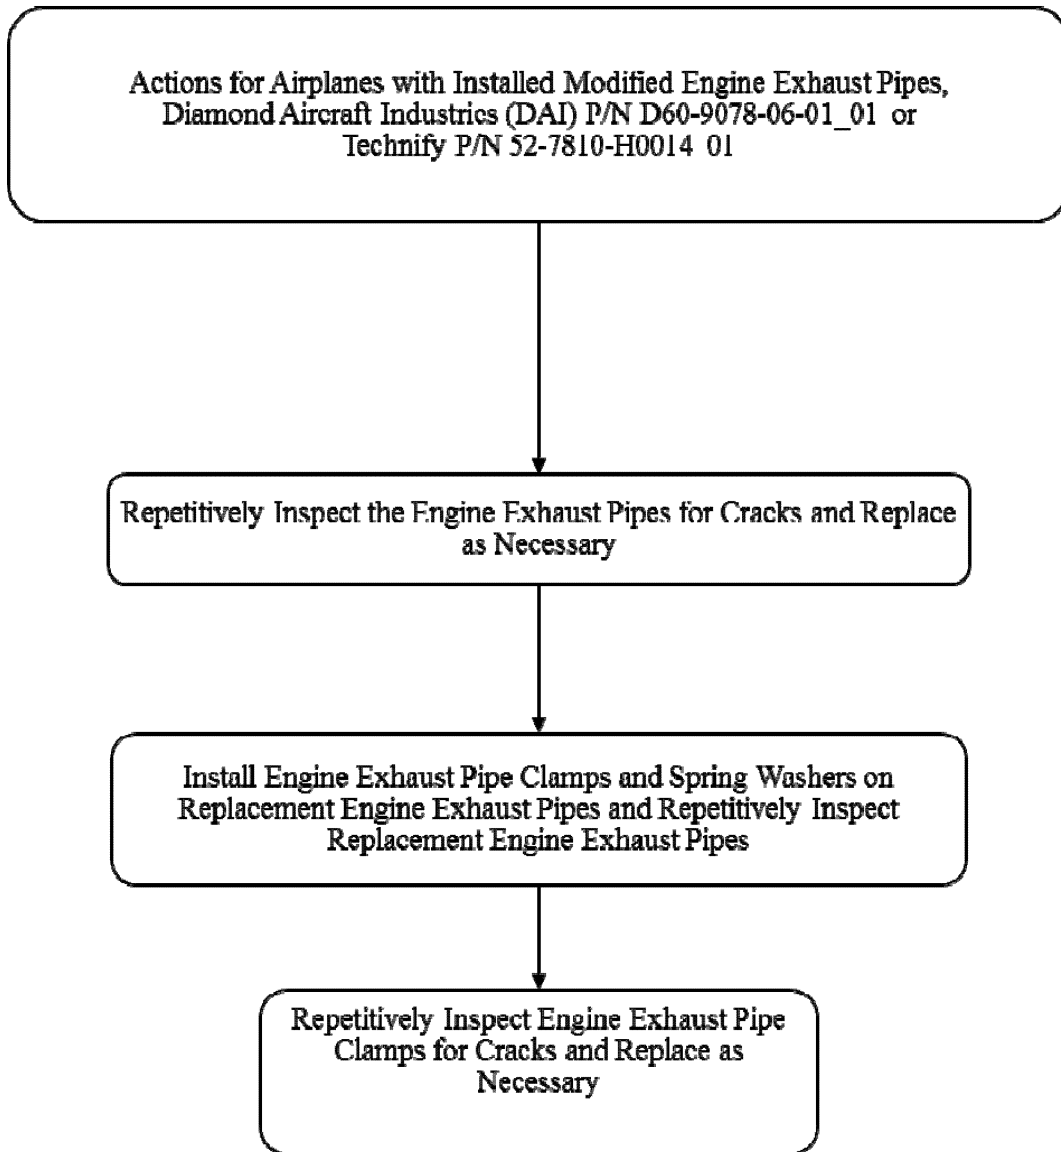 Actions for Airplanes with Installed Modified Engine Exhaust Pipes,
Diamond Aircraft Industries (DAI) P/N D60-9078-06-01_01 or
Technify P/N 52-7810-H0014 01
Repetitively Inspect the Engine Exhaust Pipes for Cracks and Replace
as Necessary
Install Engine Exhaust Pipe Clamps and Spring Washers on
Replacement Engine Exhaust Pipes and Repetitively Inspect
Replacement Engine Exhaust Pipes
Repetitively Inspect Engine Exhaust Pipe
Clamps for Cracks and Replace as
Necessary